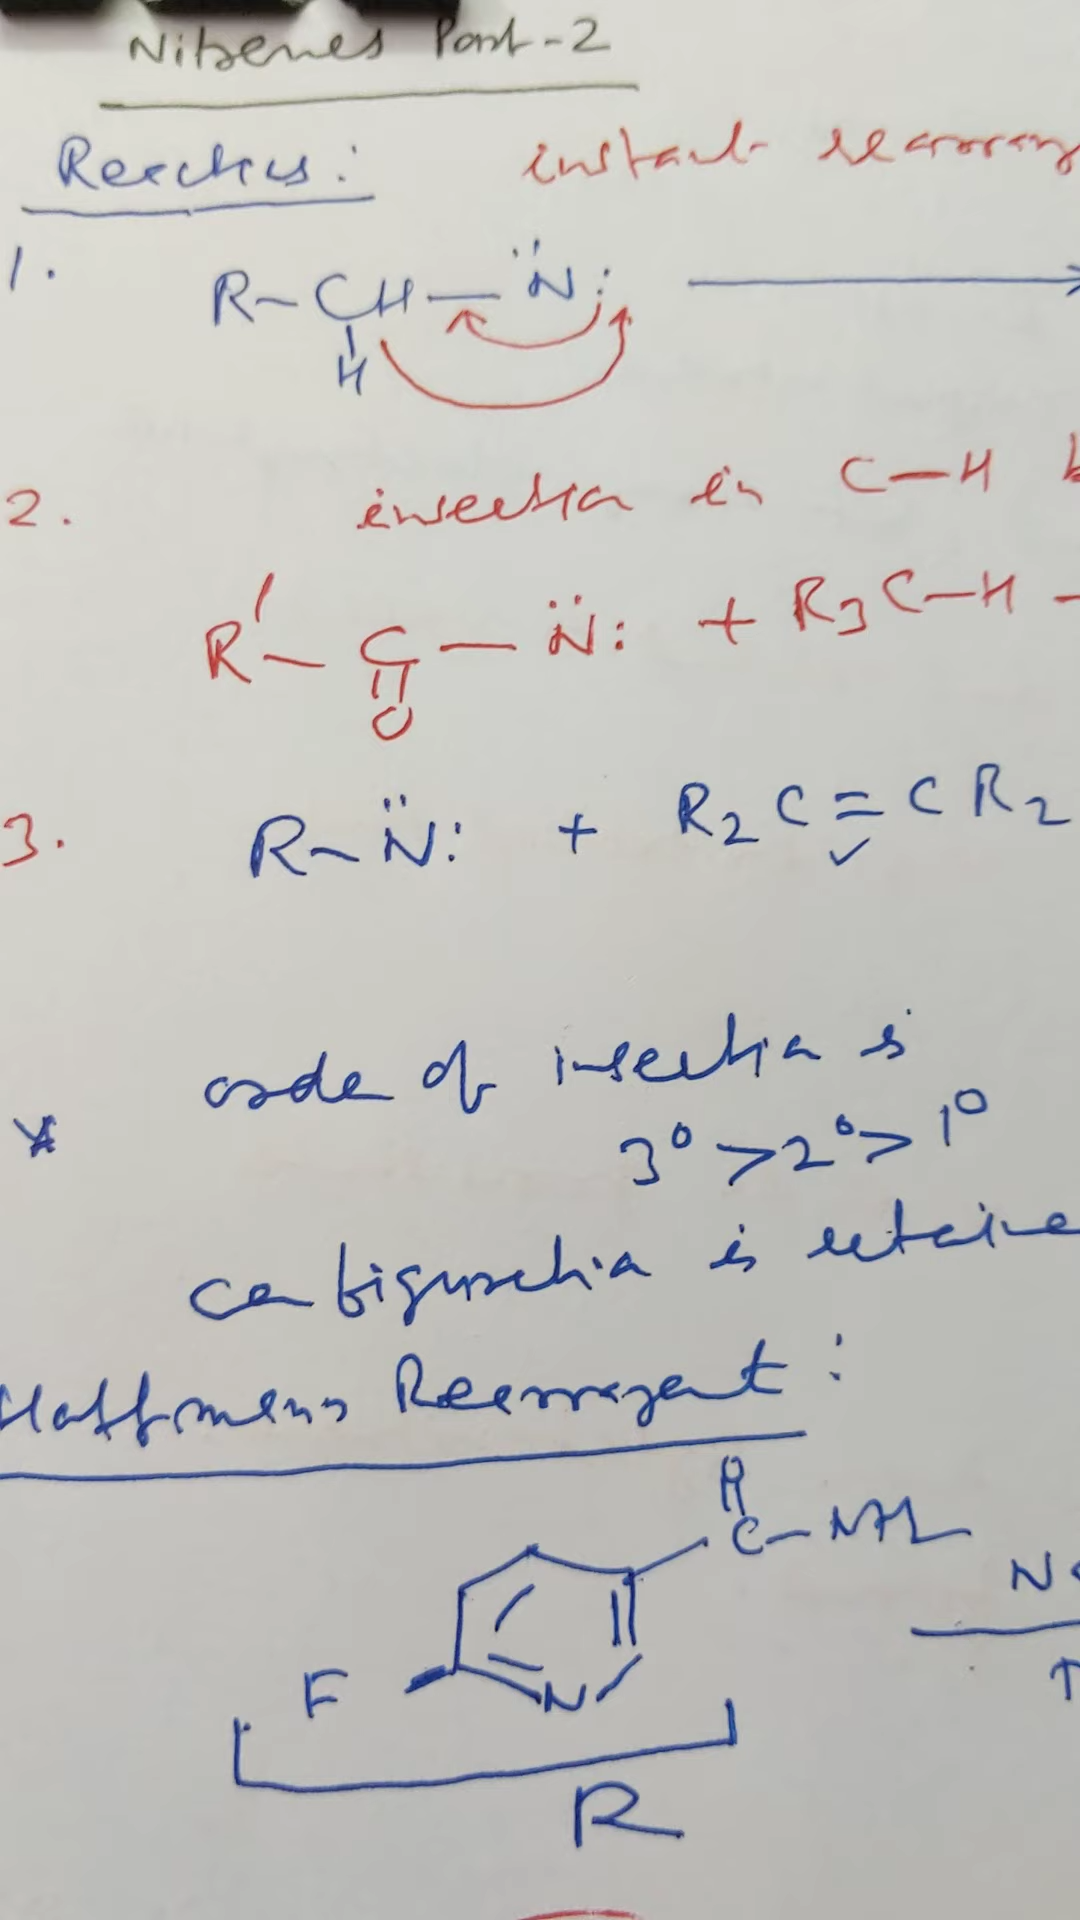 Nitrenes Part-2
Reactions:
instant rearrang
1. R-CH-N̈:
H
2. insertion in C-H b
R'-C-N̈: + R₃C-H -
O
3. R-N̈: + R₂C=CR₂
* order of insertion is
3° > 2° > 1°
configuration is retaine
Hoffmann Rearragent:
C-NH₂
F
N
R